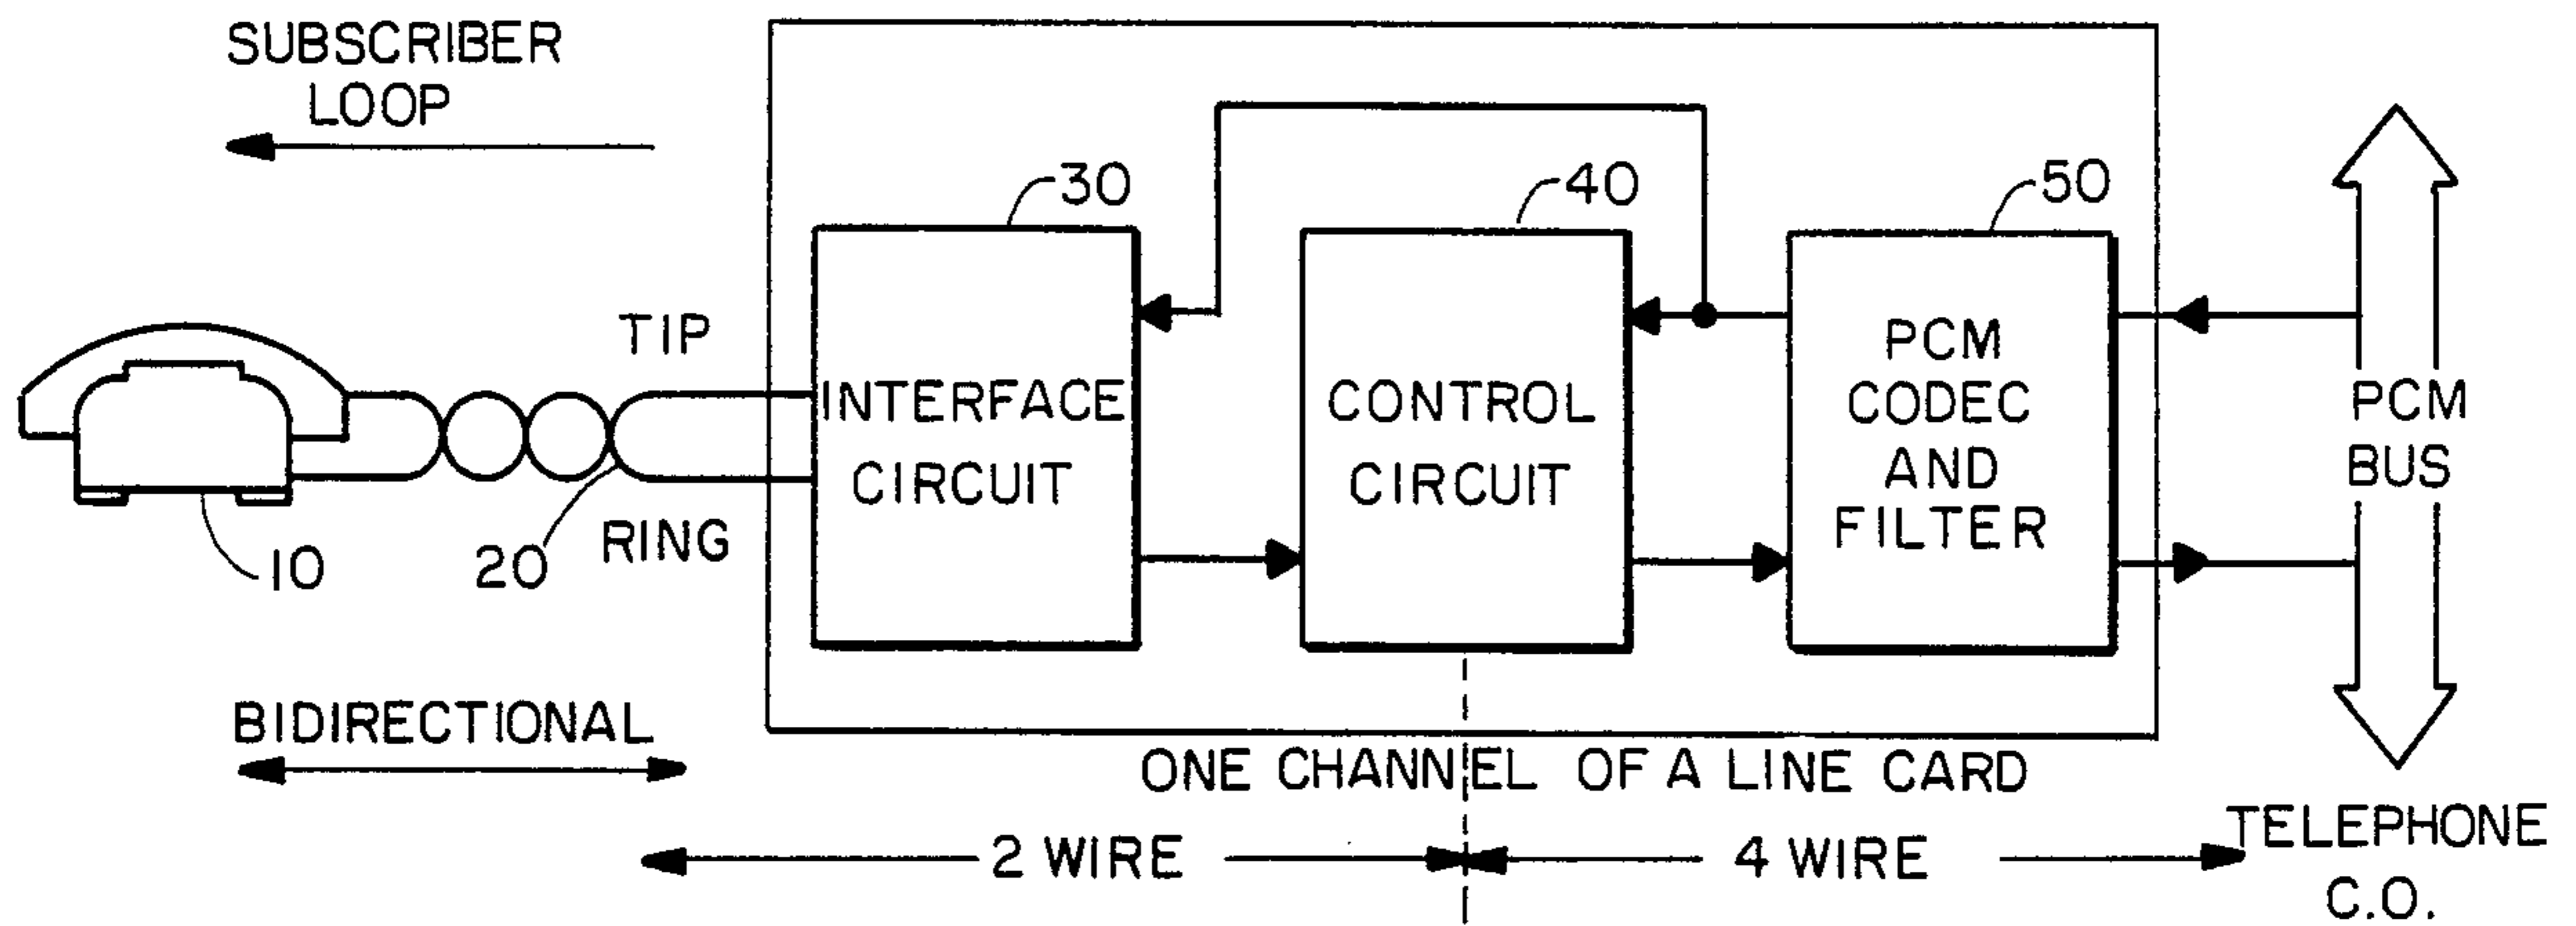 SUBSCRIBER
LOOP
30
40
50
TIP
INTERFACE
CIRCUIT
CONTROL
CIRCUIT
PCM
CODEC
AND
FILTER
PCM
BUS
10
20
RING
BIDIRECTIONAL
ONE CHANNEL OF A LINE CARD
2 WIRE
4 WIRE
TELEPHONE
C.O.